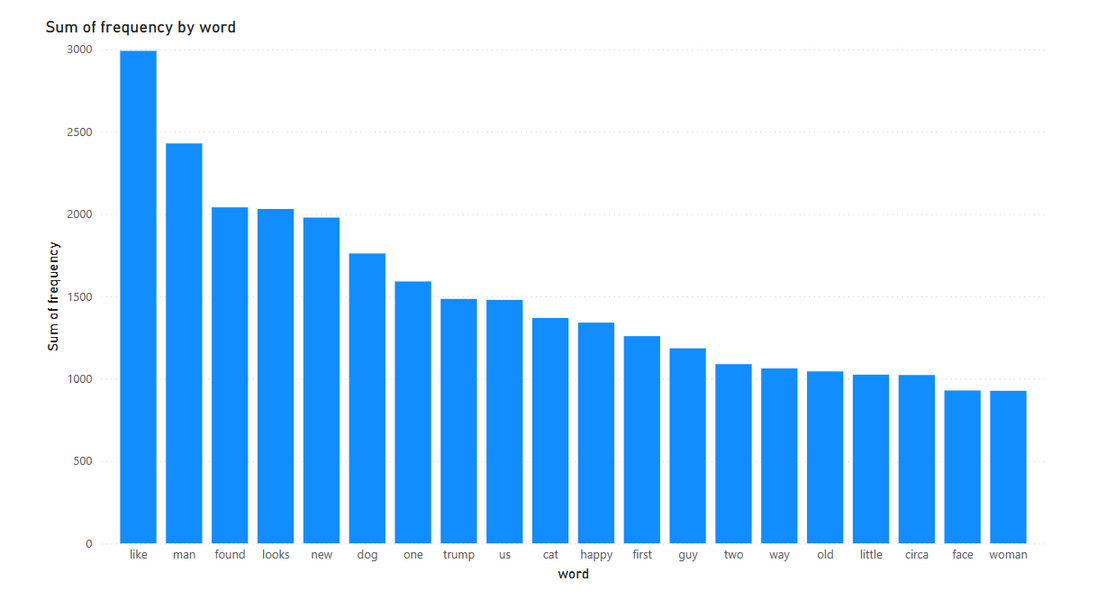 Sum of frequency by word
3000
2500
2000
1500
1000
500
0
Sum of frequency
like man found looks new dog one trump us cat happy first guy two way old little circa face woman
word